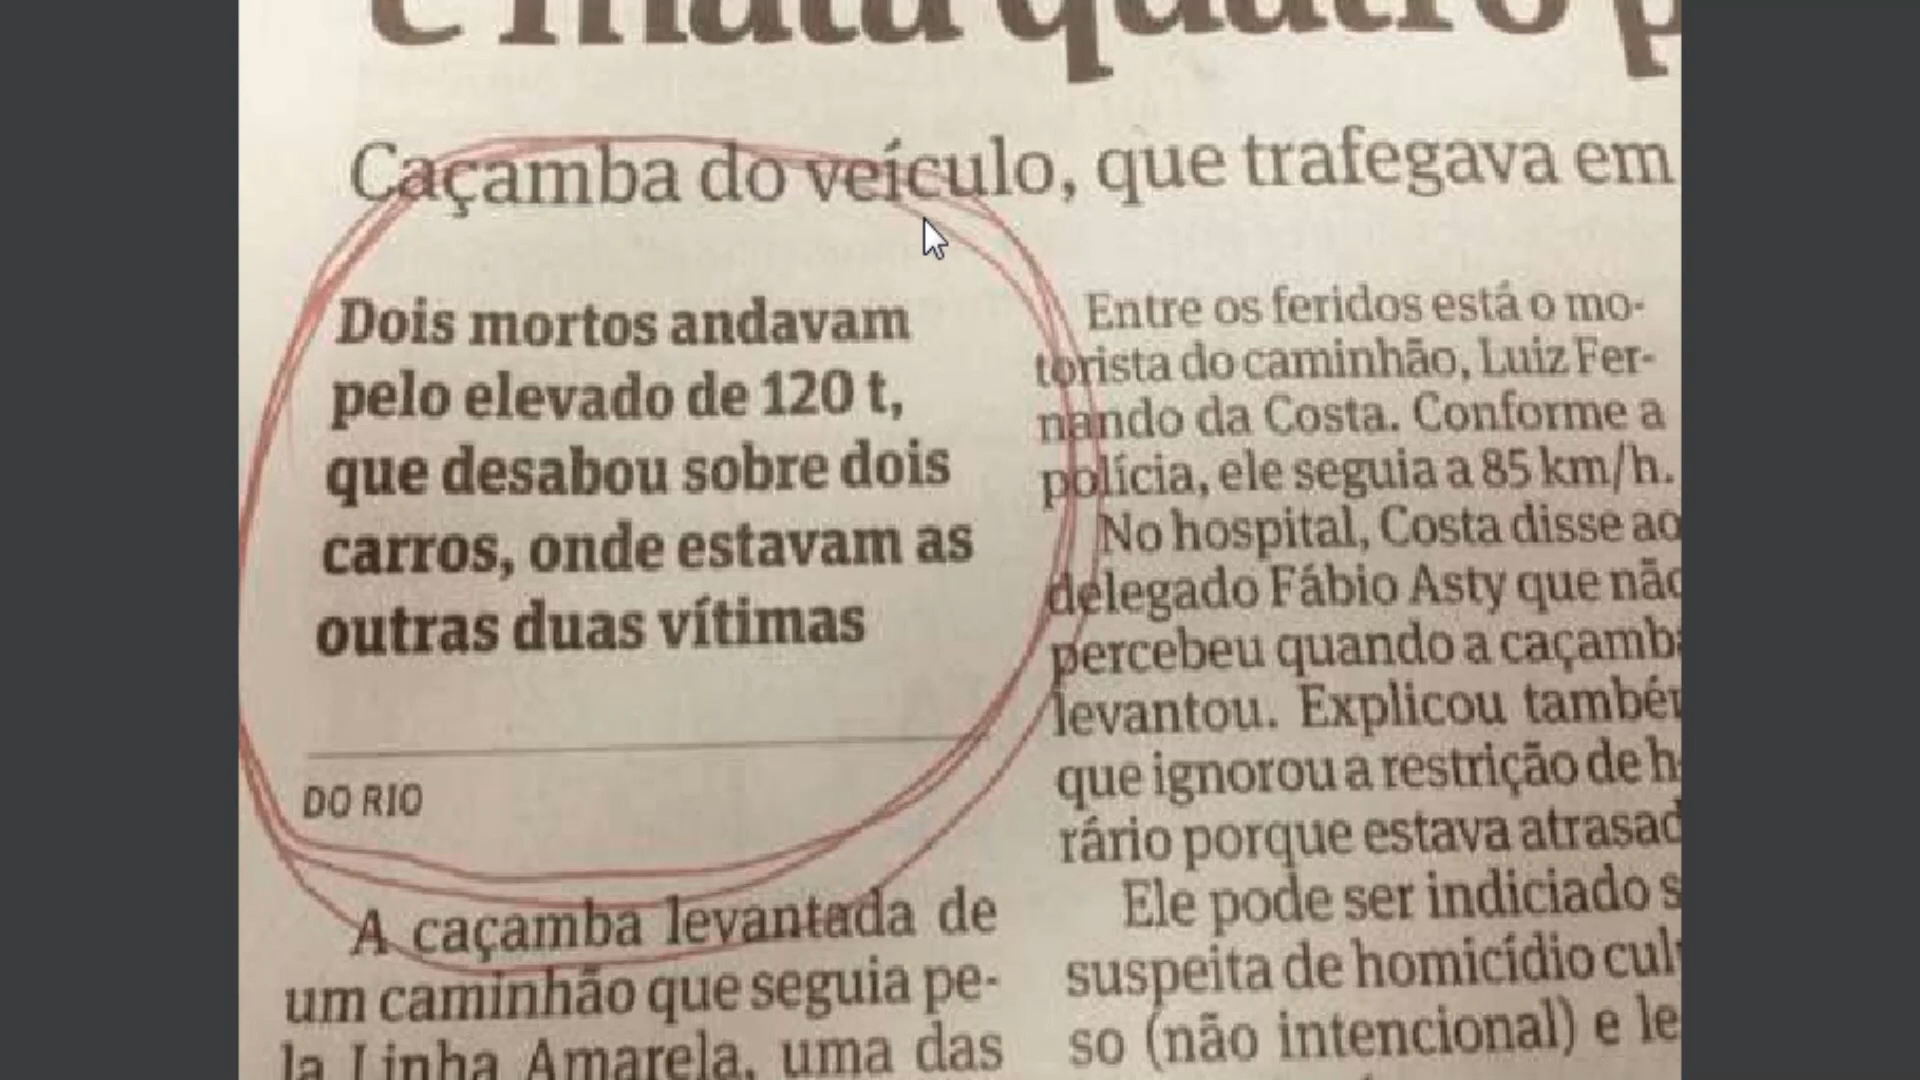 e mata quatro p
Caçamba do veículo, que trafegava em
Dois mortos andavam
pelo elevado de 120 t,
que desabou sobre dois
carros, onde estavam as
outras duas vítimas
DO RIO
A caçamba levantada de
um caminhão que seguia pe-
la Linha Amarela, uma das
Entre os feridos está o mo-
torista do caminhão, Luiz Fer-
nando da Costa. Conforme a
polícia, ele seguia a 85 km/h.
No hospital, Costa disse ao
delegado Fábio Asty que não
percebeu quando a caçamba
levantou. Explicou també
que ignorou a restrição de h
rário porque estava atrasad
Ele pode ser indiciado s
suspeita de homicídio cul
so (não intencional) e le